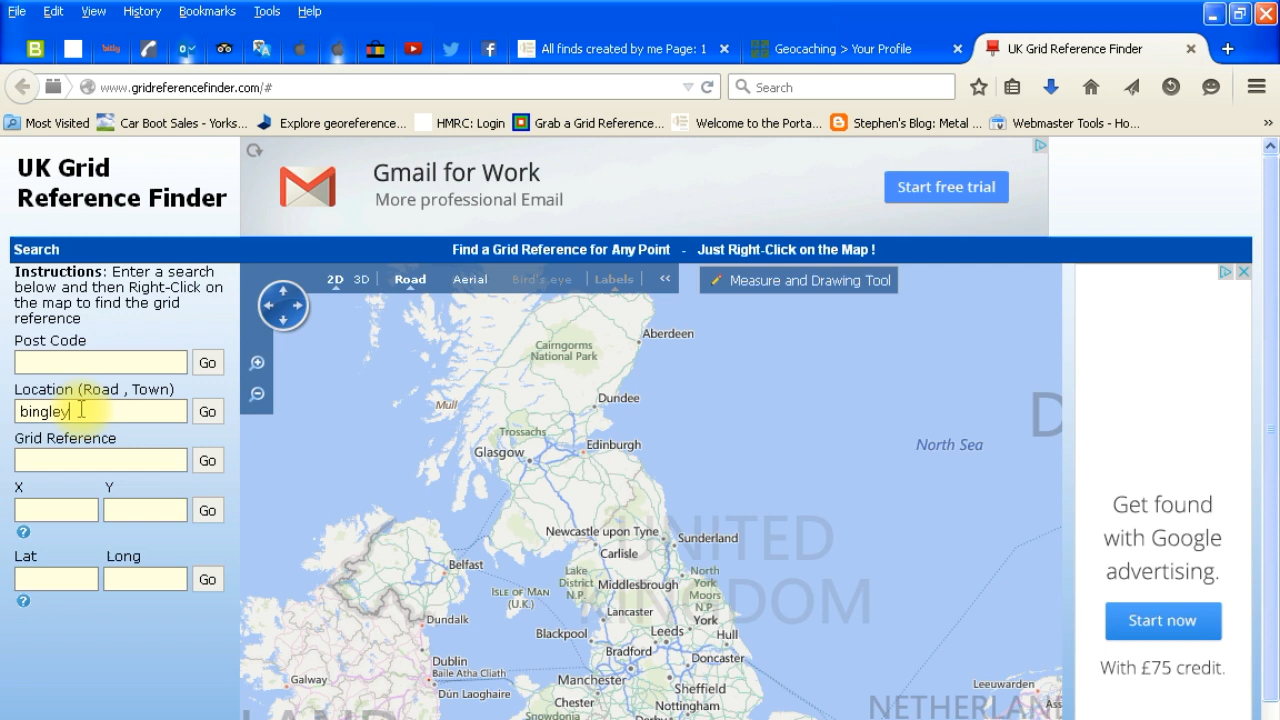 File Edit View History Bookmarks Tools Help
All finds created by me Page: 1
Geocaching > Your Profile
UK Grid Reference Finder
www.gridreferencefinder.com/#
Search
Most Visited
Car Boot Sales - Yorks...
Explore georeference...
HMRC: Login
Grab a Grid Reference...
Welcome to the Porta...
Stephen's Blog: Metal ...
Webmaster Tools - Ho...
UK Grid
Reference Finder
Gmail for Work
More professional Email
Start free trial
Search
Find a Grid Reference for Any Point - Just Right-Click on the Map !
Instructions: Enter a search
below and then Right-Click on
the map to find the grid
reference
Post Code
Go
Location (Road , Town)
bingley
Go
Grid Reference
Go
X Y
Go
Lat Long
Go
2D 3D Road Aerial Bird's eye Labels
Measure and Drawing Tool
Aberdeen
Cairngorms
National Park
Mull
Dundee
Trossachs
Edinburgh
Glasgow
North Sea
D
UNITED
KINGDOM
Newcastle upon Tyne
Sunderland
Carlisle
Belfast
Lake
District
N.P.
Middlesbrough
North
York
Moors
N.P.
Isle of Man
(U.K.)
Lancaster
York
Dundalk
Blackpool
Leeds
Hull
Bradford
Doncaster
Dublin
Baile Átha Cliath
Manchester
Galway
Dún Laoghaire
Sheffield
Snowdonia
Leeuwarden
NETHERLAN
Ass
LAND
Get found
with Google
advertising.
Start now
With £75 credit.